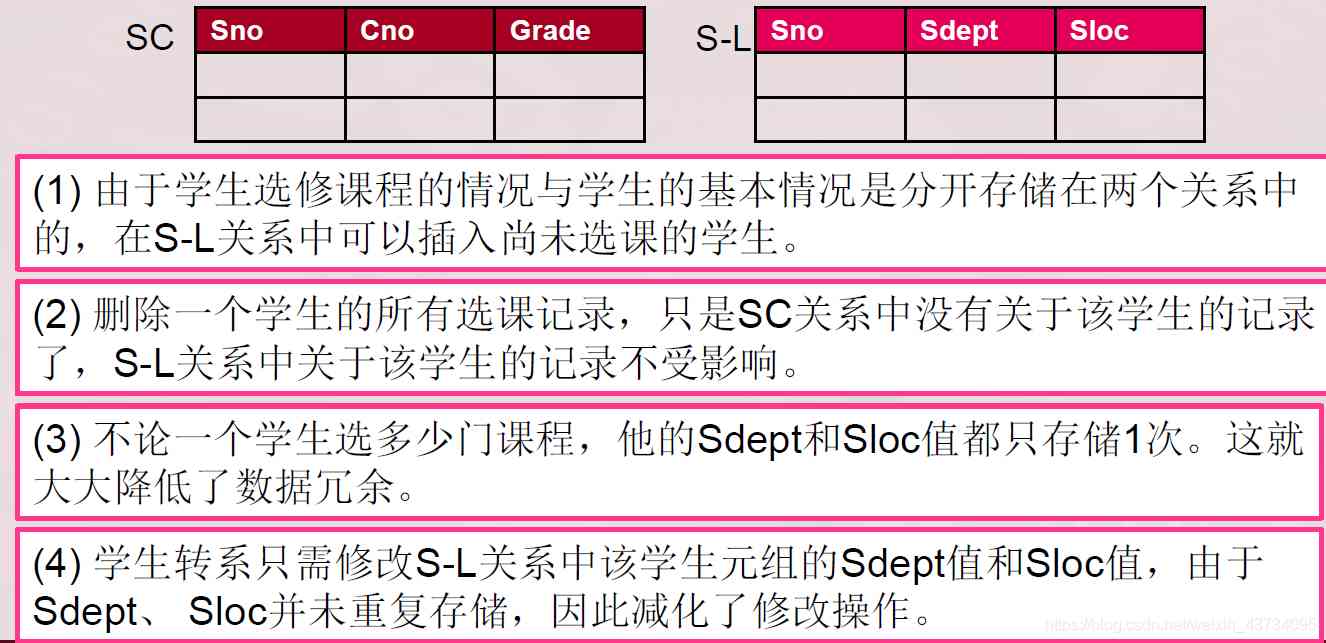 SC Sno Cno Grade S-L Sno Sdept Sloc
(1) 由于学生选修课程的情况与学生的基本情况是分开存储在两个关系中
的，在S-L关系中可以插入尚未选课的学生。
(2) 删除一个学生的所有选课记录，只是SC关系中没有关于该学生的记录
了，S-L关系中关于该学生的记录不受影响。
(3) 不论一个学生选多少门课程，他的Sdept和Sloc值都只存储1次。这就
大大降低了数据冗余。
(4) 学生转系只需修改S-L关系中该学生元组的Sdept值和Sloc值，由于
Sdept、 Sloc并未重复存储，因此减化了修改操作。
https://blog.csdn.net/weixin_43734095